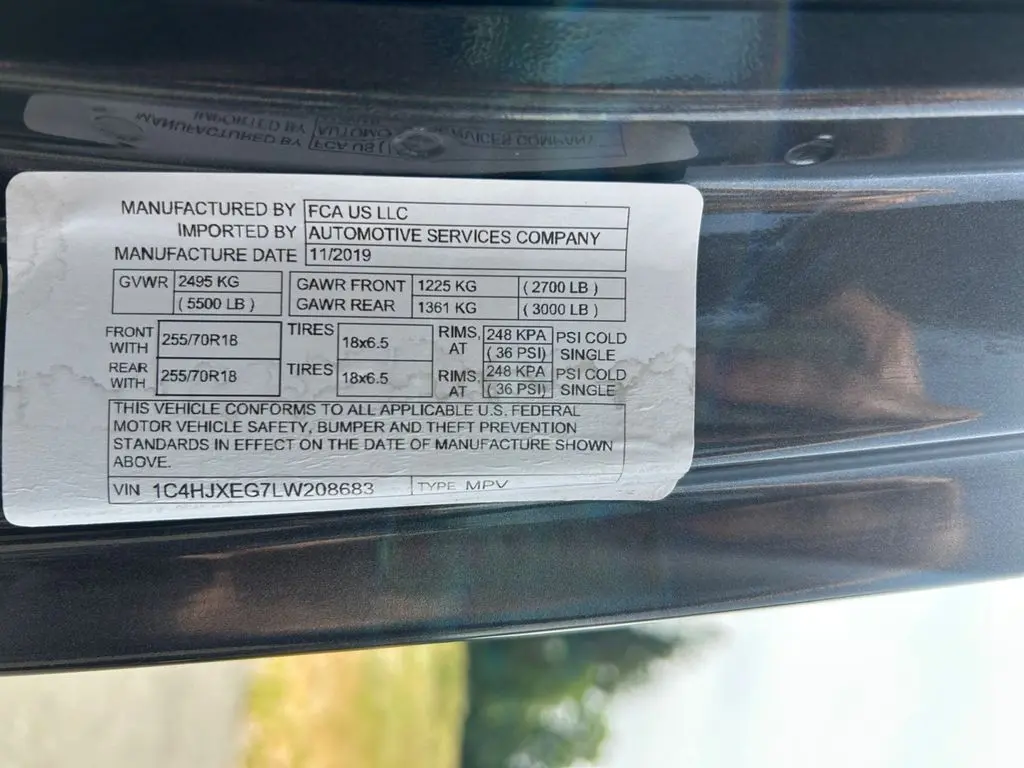 MANUFACTURED BY FCA US LLC
IMPORTED BY AUTOMOTIVE SERVICES COMPANY
MANUFACTURE DATE 11/2019
GVWR 2495 KG GAWR FRONT 1225 KG (2700 LB)
(5500 LB) GAWR REAR 1361 KG (3000 LB)
FRONT WITH 255/70R18 TIRES 18x6.5 RIMS, AT 248 KPA (36 PSI) PSI COLD SINGLE
REAR WITH 255/70R18 TIRES 18x6.5 RIMS, AT 248 KPA (36 PSI) PSI COLD SINGLE
THIS VEHICLE CONFORMS TO ALL APPLICABLE U.S. FEDERAL
MOTOR VEHICLE SAFETY, BUMPER AND THEFT PREVENTION
STANDARDS IN EFFECT ON THE DATE OF MANUFACTURE SHOWN
ABOVE.
VIN 1C4HJXEG7LW208683 TYPE MPV